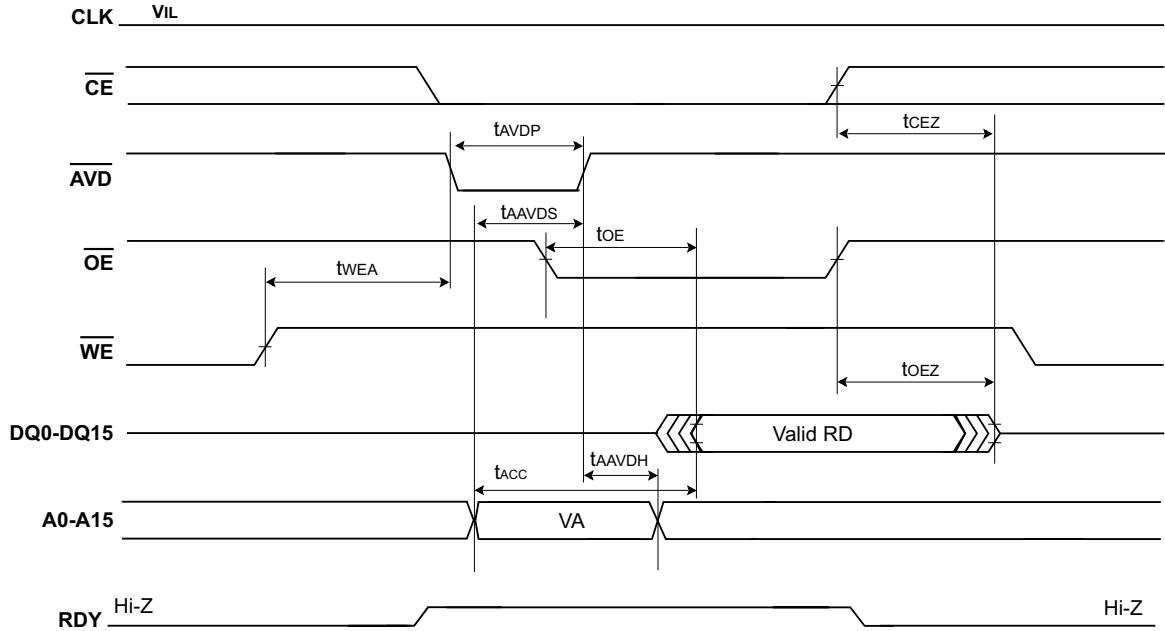 CLK VIL
CE
tCEZ
tAVDP
AVD
tAAVDS
tOE
OE
tWEA
WE
tOEZ
DQ0-DQ15 Valid RD
tAAVDH
tACC
A0-A15 VA
Hi-Z Hi-Z
RDY